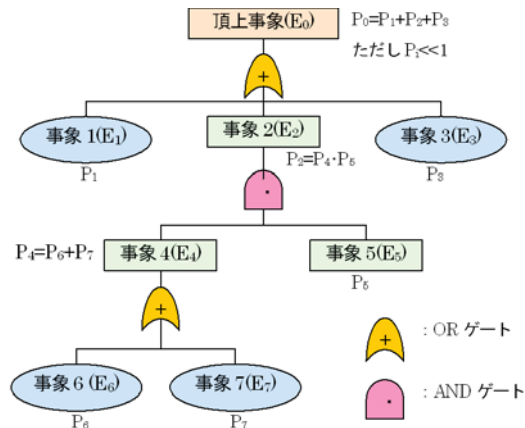 頂上事象(E₀)
P₀=P₁+P₂+P₃
ただし Pᵢ<<1
+
事象 1(E₁)
事象 2(E₂)
事象 3(E₃)
P₁
P₂=P₄·P₅
P₃
·
P₄=P₆+P₇
事象 4(E₄)
事象 5(E₅)
P₅
+
+
: OR ゲート
事象 6 (E₆)
事象 7(E₇)
·
: AND ゲート
P₆
P₇